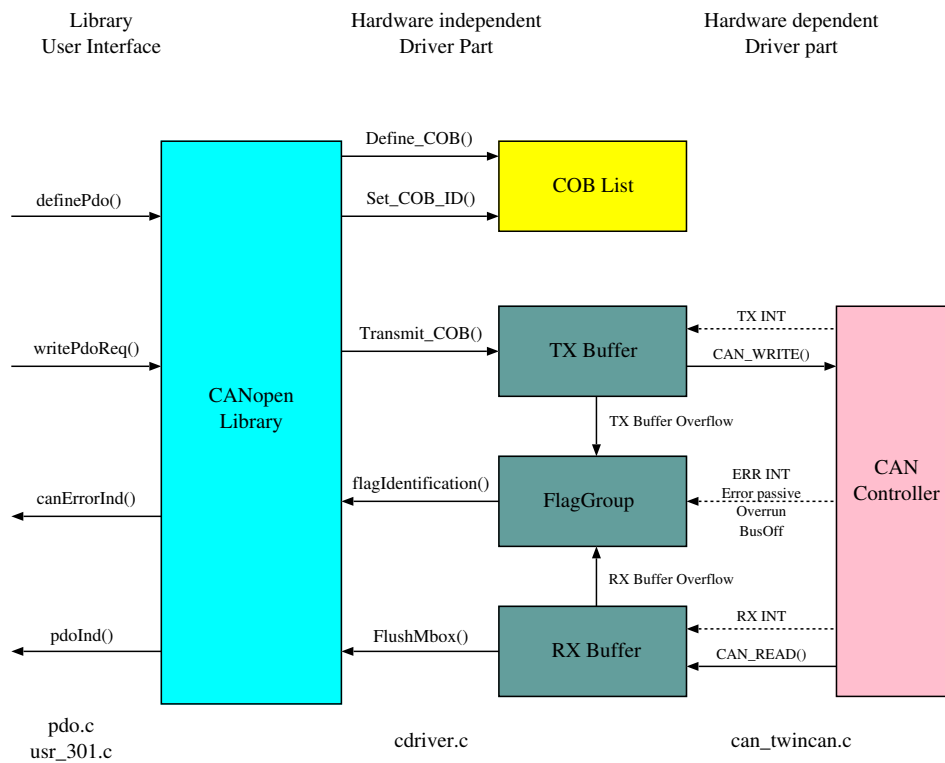 Library
User Interface
Hardware independent
Driver Part
Hardware dependent
Driver part
Define_COB()
COB List
definePdo()
Set_COB_ID()
TX INT
writePdoReq()
Transmit_COB()
TX Buffer
CAN_WRITE()
CANopen
Library
TX Buffer Overflow
canErrorInd()
flagIdentification()
FlagGroup
ERR INT
Error passive
Overrun
BusOff
CAN
Controller
RX Buffer Overflow
RX INT
pdoInd()
FlushMbox()
RX Buffer
CAN_READ()
pdo.c
usr_301.c
cdriver.c
can_twincan.c